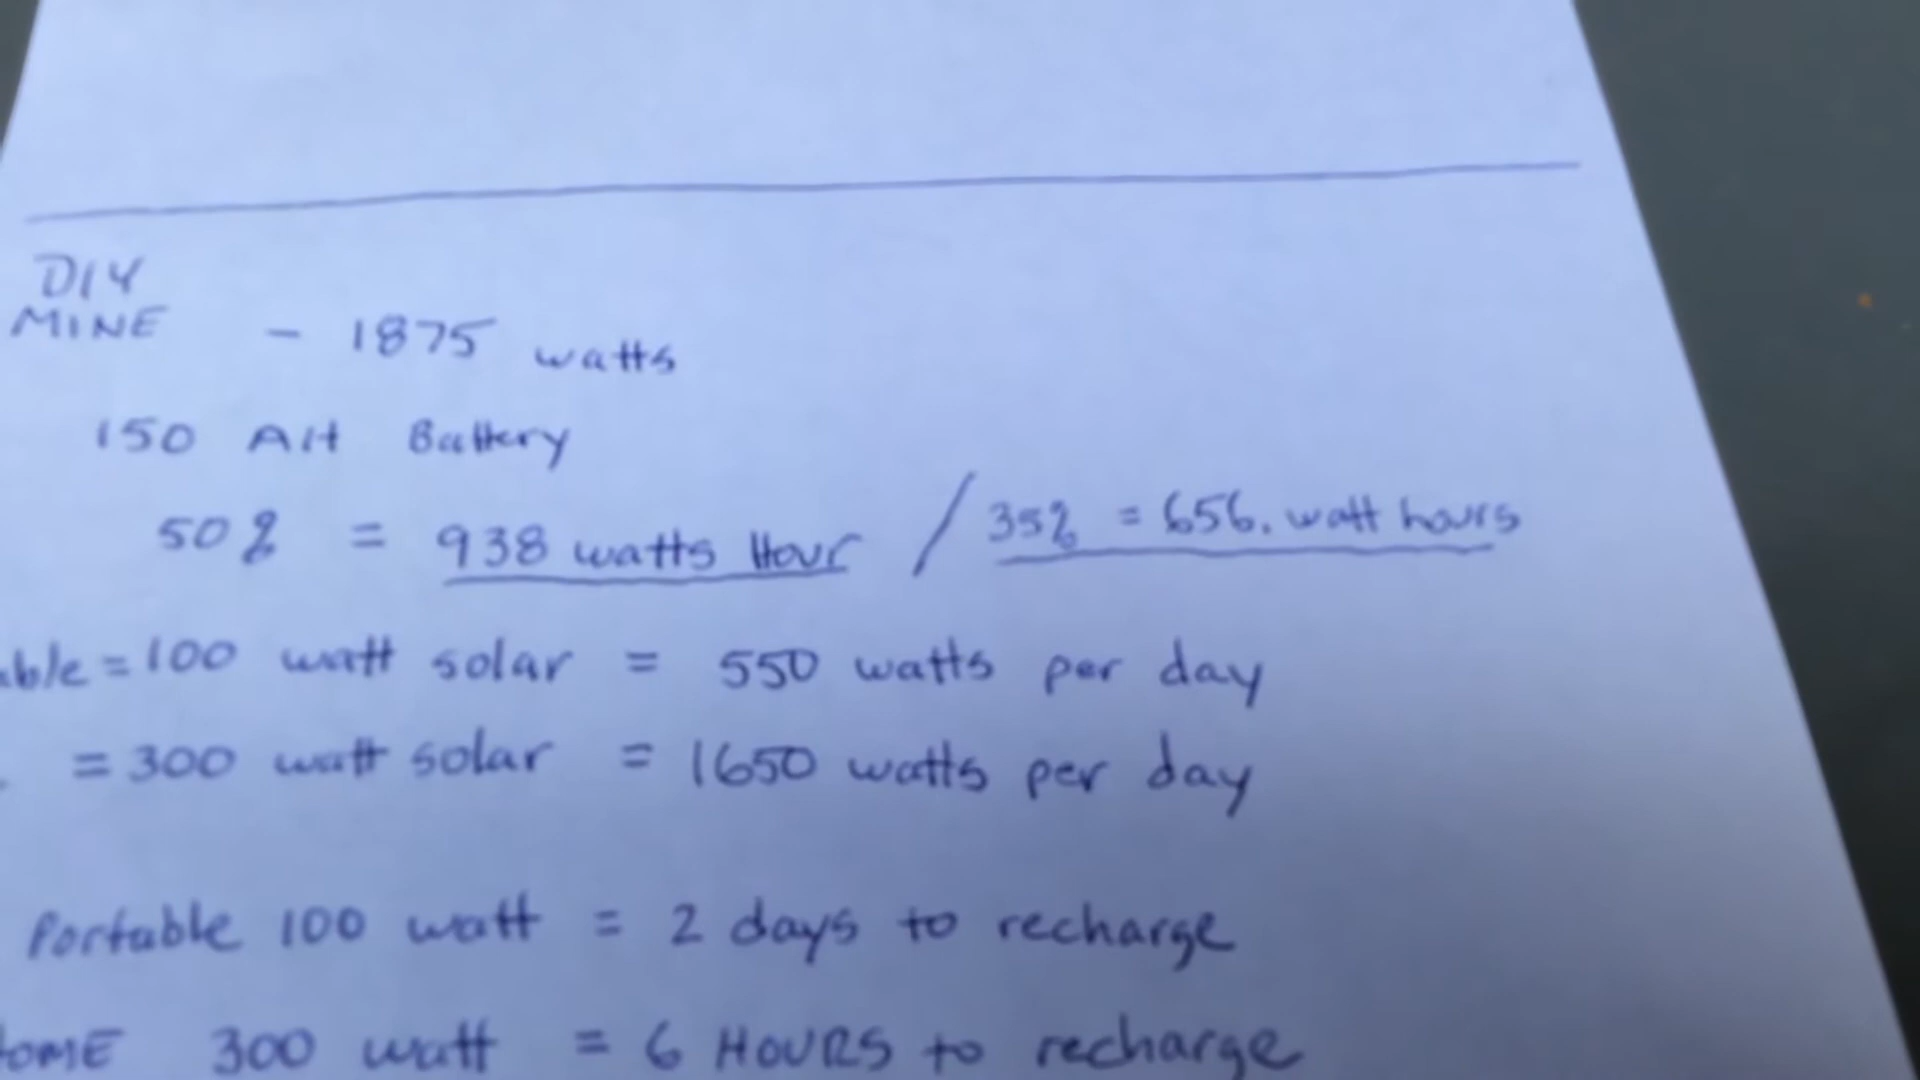 DIY
MINE - 1875 watts
150 AH Battery
50% = 938 watts Hour / 35% = 656. watt hours
able = 100 watt solar = 550 watts per day
= 300 watt solar = 1650 watts per day
Portable 100 watt = 2 days to recharge
HOME 300 watt = 6 HOURS to recharge